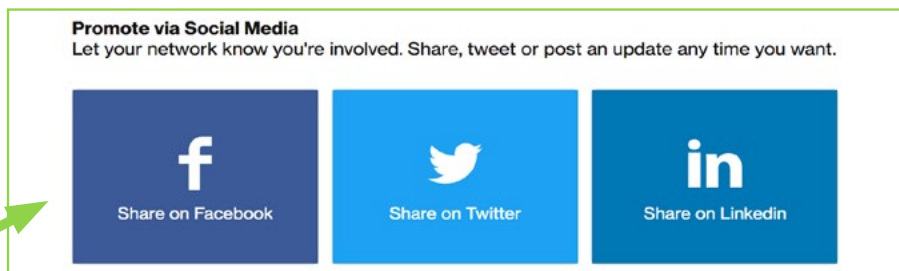 Promote via Social Media
Let your network know you're involved. Share, tweet or post an update any time you want.
f
in
Share on Facebook
Share on Twitter
Share on Linkedin